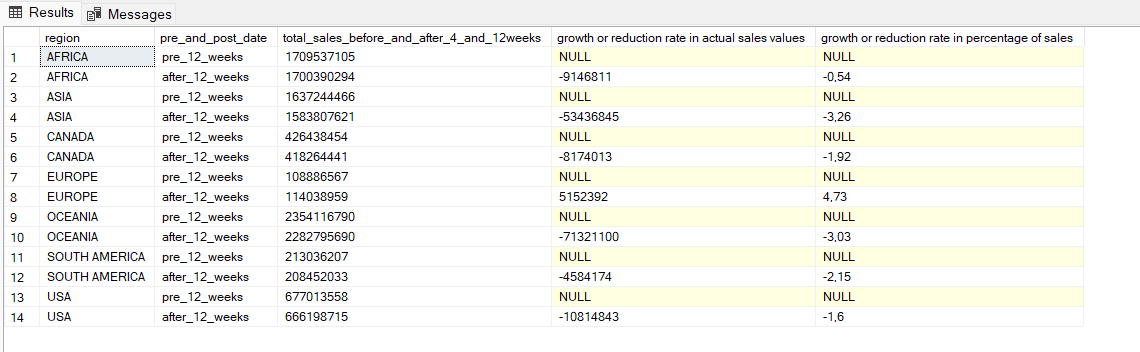 Results Messages
region pre_and_post_date total_sales_before_and_after_4_and_12weeks growth or reduction rate in actual sales values growth or reduction rate in percentage of sales
1 AFRICA pre_12_weeks 1709537105 NULL NULL
2 AFRICA after_12_weeks 1700390294 -9146811 -0,54
3 ASIA pre_12_weeks 1637244466 NULL NULL
4 ASIA after_12_weeks 1583807621 -53436845 -3,26
5 CANADA pre_12_weeks 426438454 NULL NULL
6 CANADA after_12_weeks 418264441 -8174013 -1,92
7 EUROPE pre_12_weeks 108886567 NULL NULL
8 EUROPE after_12_weeks 114038959 5152392 4,73
9 OCEANIA pre_12_weeks 2354116790 NULL NULL
10 OCEANIA after_12_weeks 2282795690 -71321100 -3,03
11 SOUTH AMERICA pre_12_weeks 213036207 NULL NULL
12 SOUTH AMERICA after_12_weeks 208452033 -4584174 -2,15
13 USA pre_12_weeks 677013558 NULL NULL
14 USA after_12_weeks 666198715 -10814843 -1,6